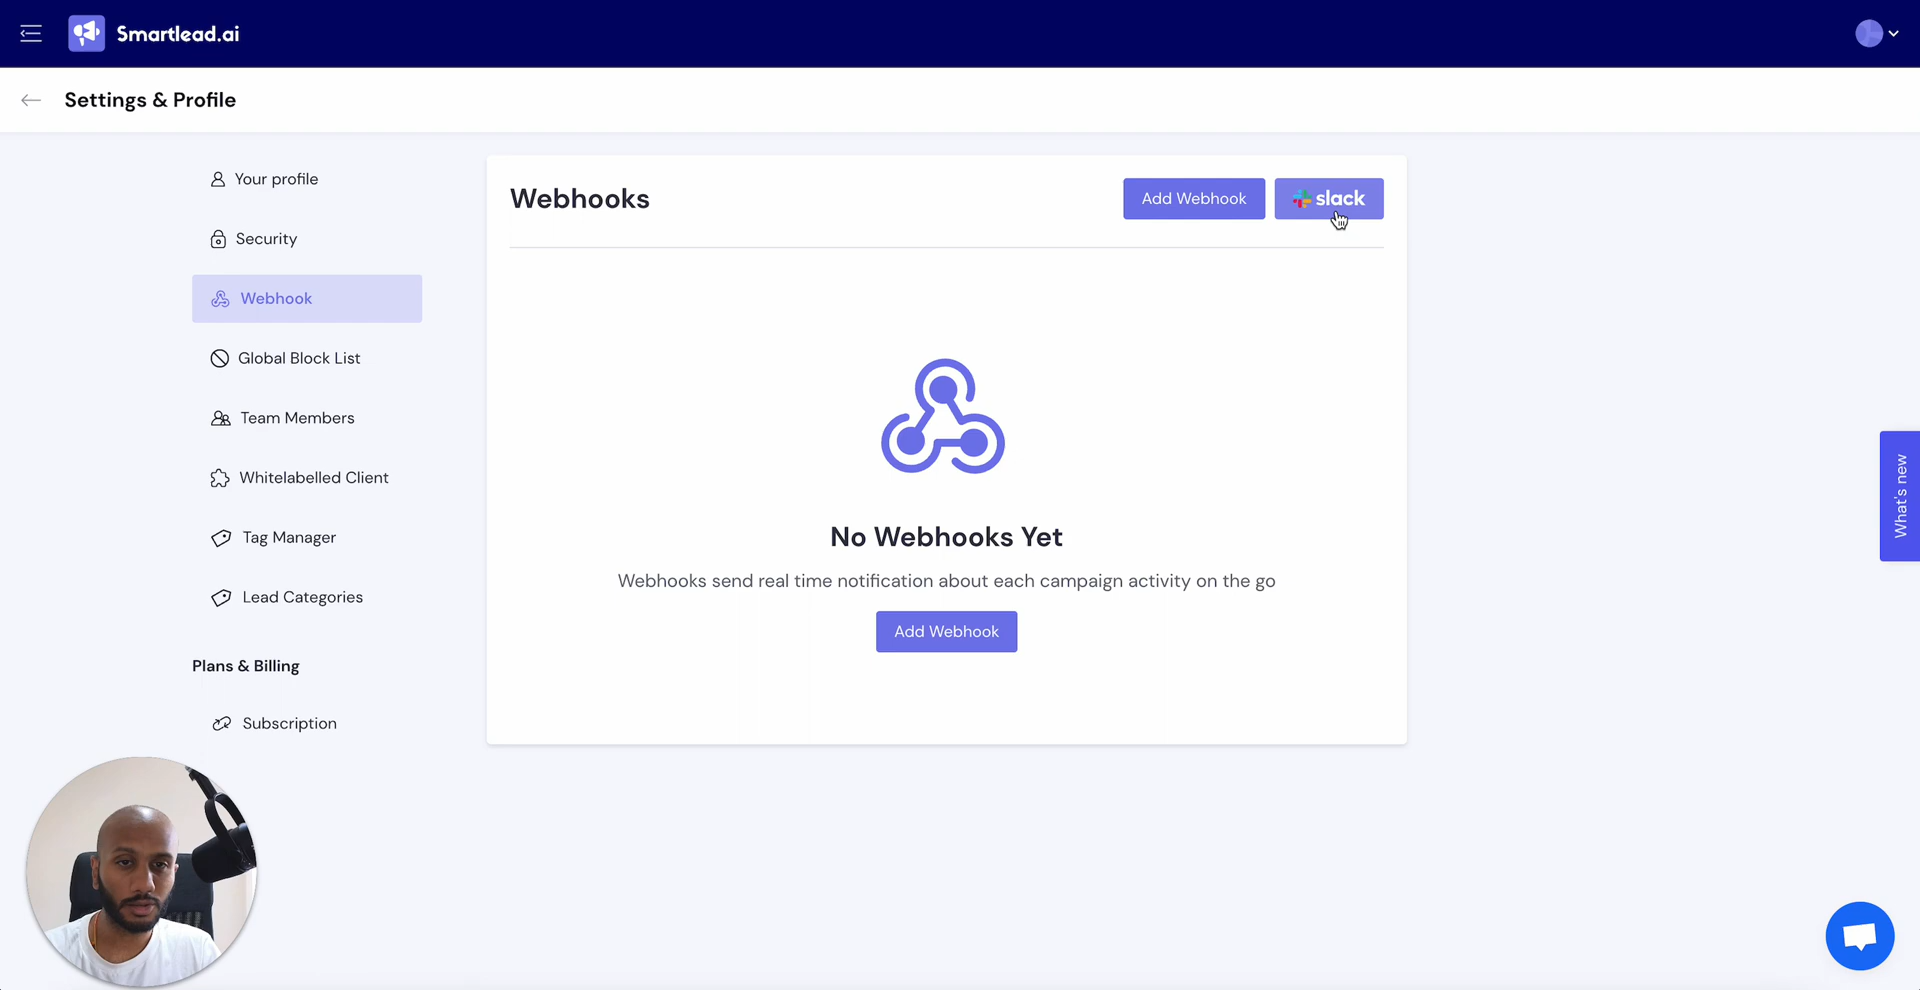 Smartlead.ai
Settings & Profile
Your profile
Security
Webhook
Global Block List
Team Members
Whitelabelled Client
Tag Manager
Lead Categories
Plans & Billing
Subscription
Webhooks
Add Webhook
slack
No Webhooks Yet
Webhooks send real time notification about each campaign activity on the go
Add Webhook
What's new